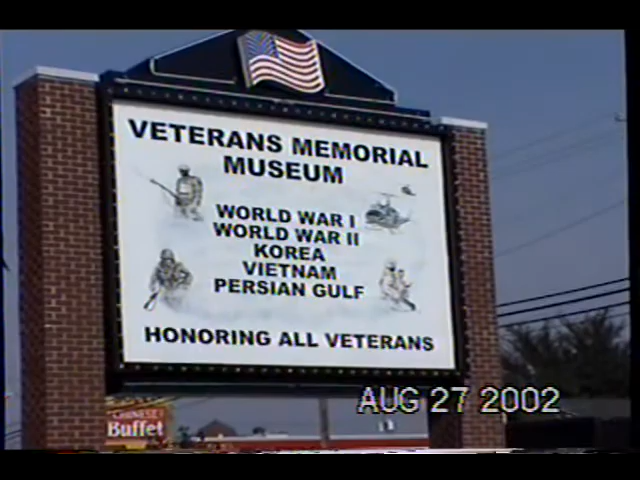 VETERANS MEMORIAL
MUSEUM
WORLD WAR I
WORLD WAR II
KOREA
VIETNAM
PERSIAN GULF
HONORING ALL VETERANS
CHINESE
Buffet
AUG 27 2002